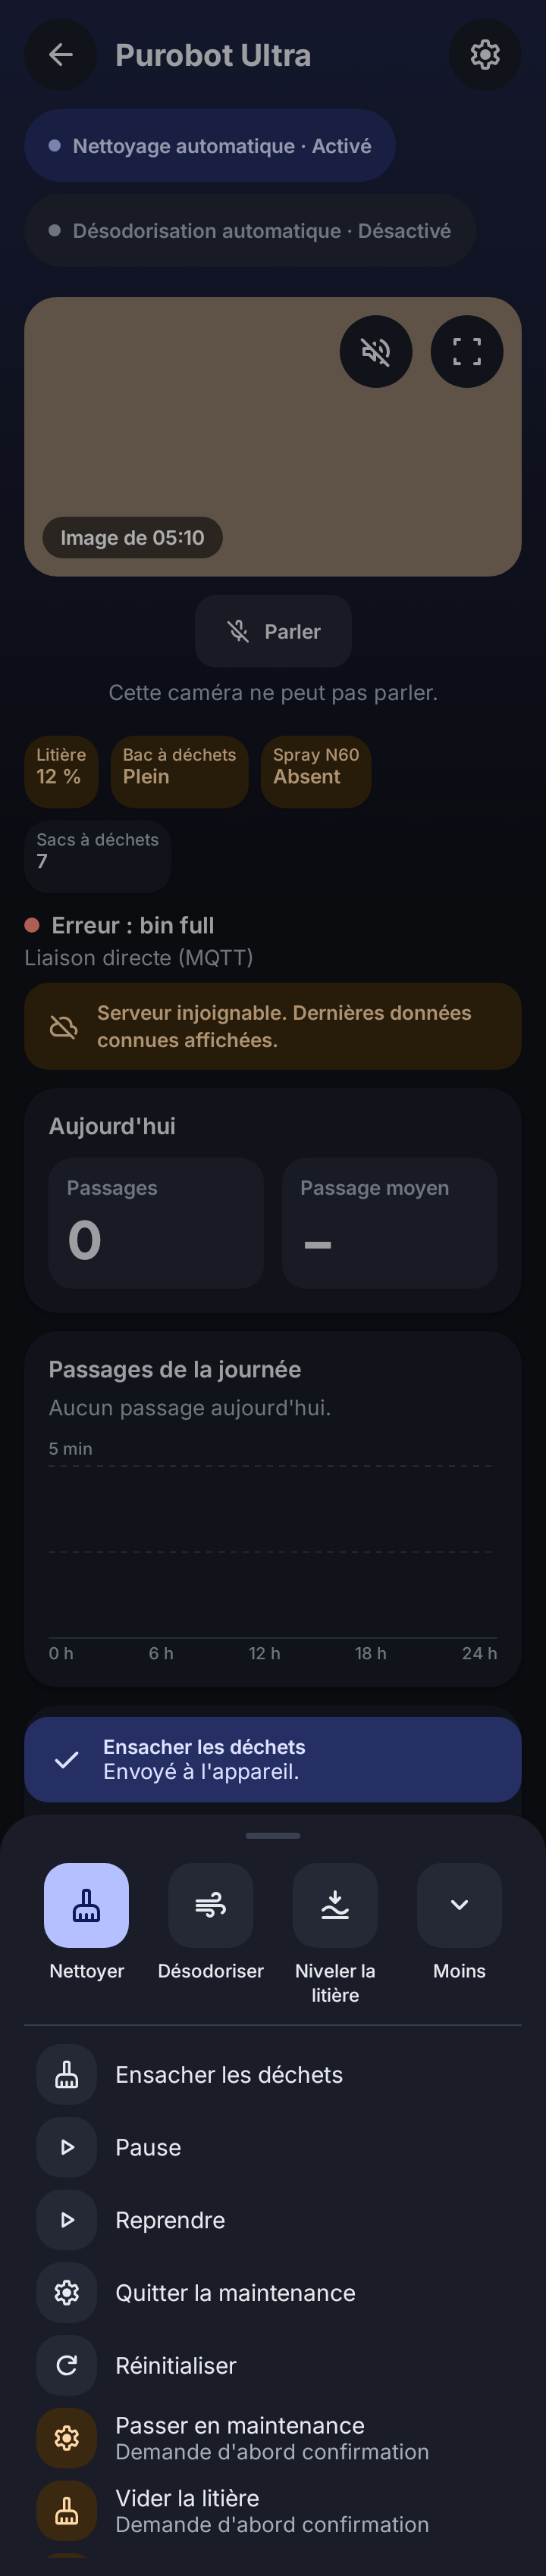 Purobot Ultra
Nettoyage automatique · Activé
Désodorisation automatique · Désactivé
Image de 05:10
Parler
Cette caméra ne peut pas parler.
Litière
12 %
Bac à déchets
Plein
Spray N60
Absent
Sacs à déchets
7
Erreur : bin full
Liaison directe (MQTT)
Serveur injoignable. Dernières données
connues affichées.
Aujourd'hui
Passages
0
Passage moyen
–
Passages de la journée
Aucun passage aujourd'hui.
5 min
0 h 6 h 12 h 18 h 24 h
Ensacher les déchets
Envoyé à l'appareil.
Nettoyer
Désodoriser
Niveler la
litière
Moins
Ensacher les déchets
Pause
Reprendre
Quitter la maintenance
Réinitialiser
Passer en maintenance
Demande d'abord confirmation
Vider la litière
Demande d'abord confirmation